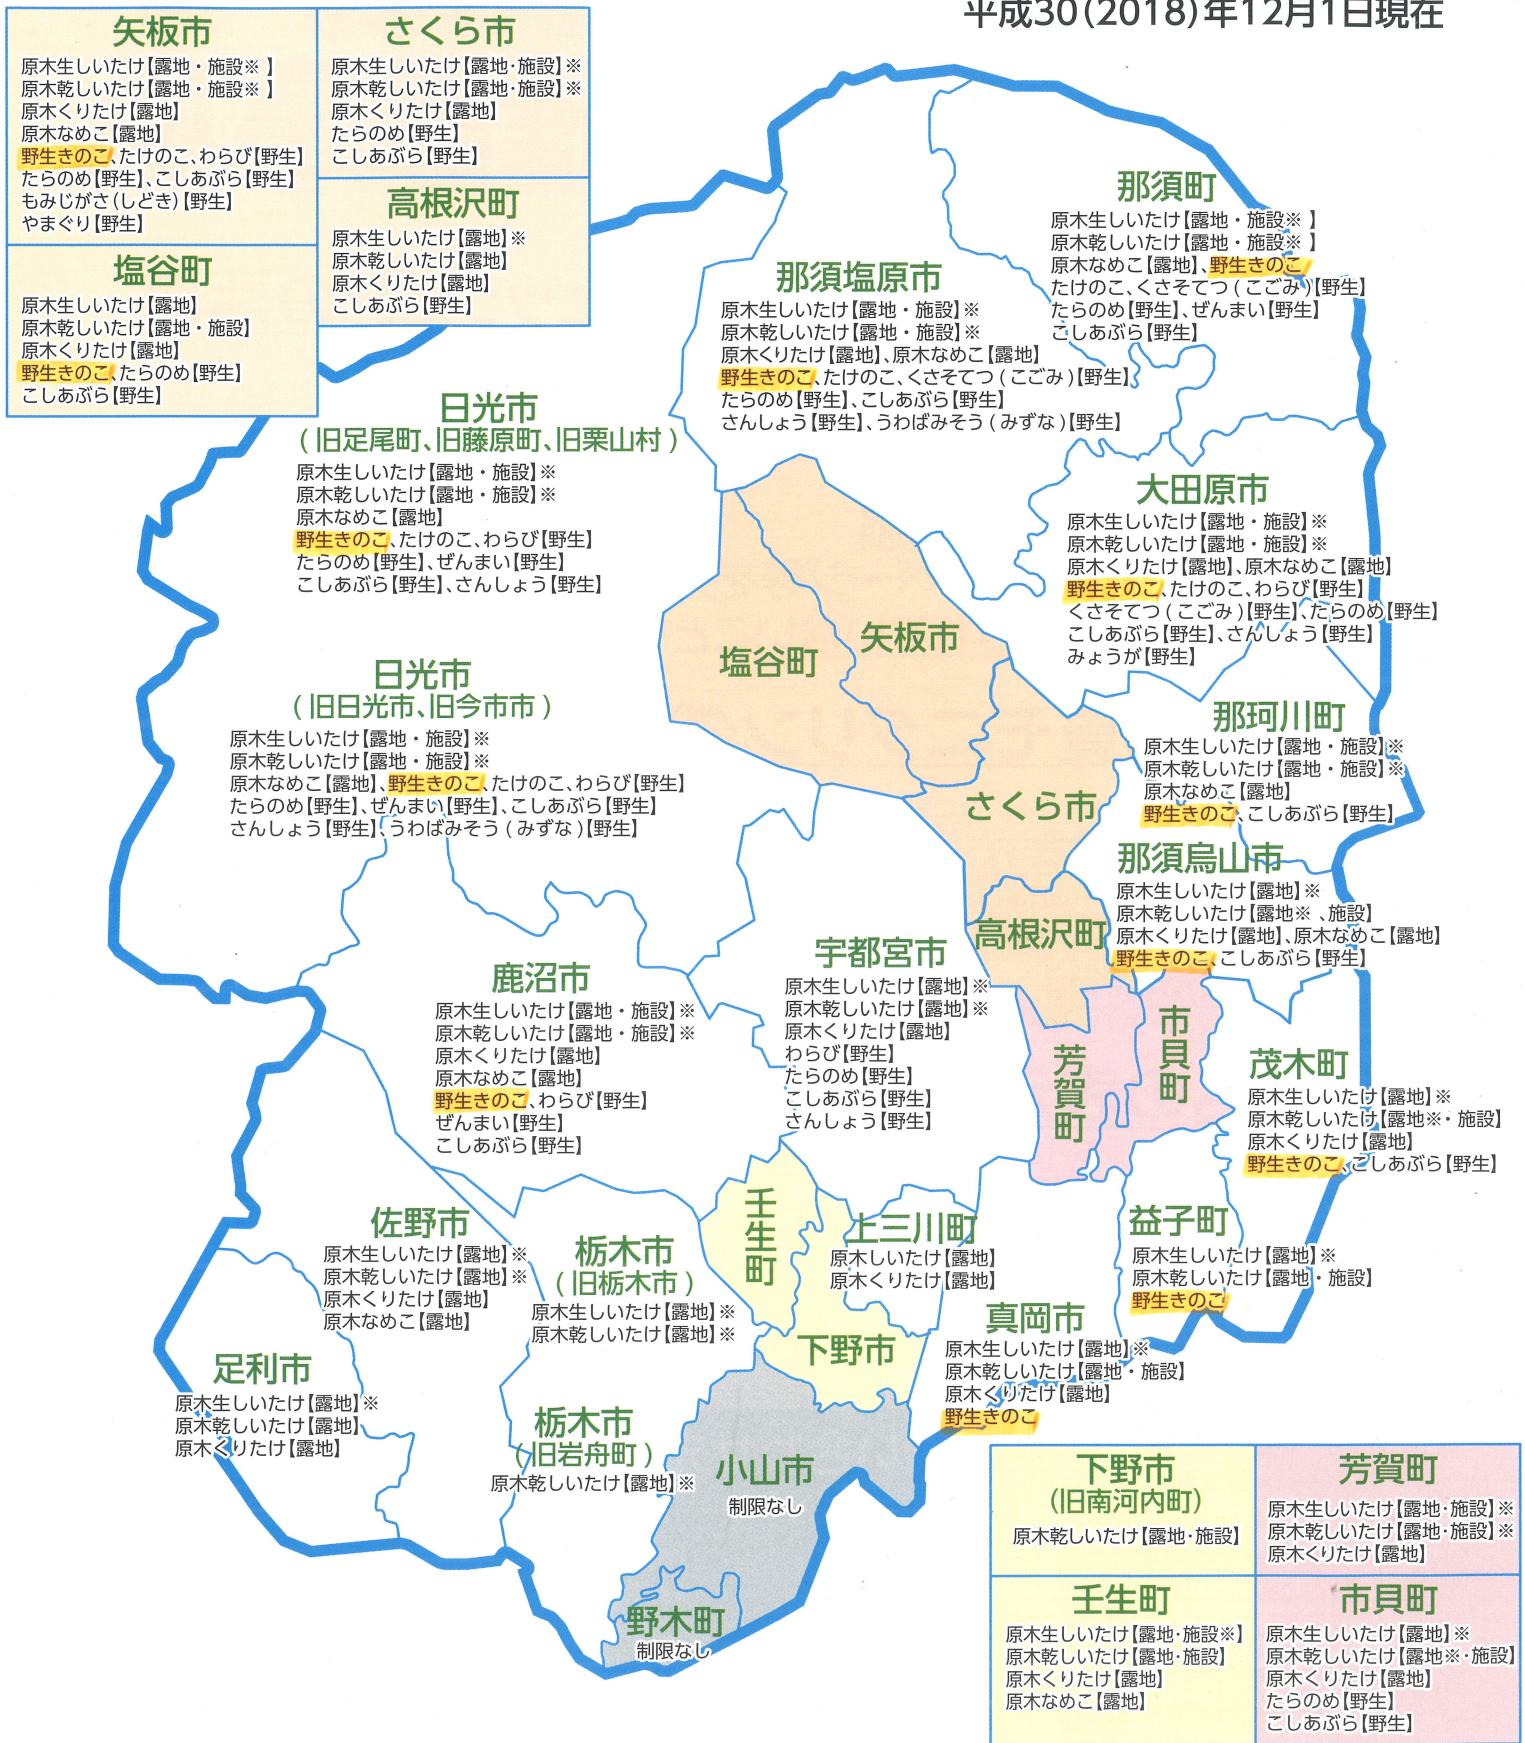 平成30(2018)年12月1日現在
矢板市
原木生しいたけ【露地・施設※】
原木乾しいたけ【露地・施設※】
原木くりたけ【露地】
原木なめこ【露地】
野生きのこ、たけのこ、わらび【野生】
たらのめ【野生】、こしあぶら【野生】
もみじがさ(しどき)【野生】
やまぐり【野生】
さくら市
原木生しいたけ【露地・施設】※
原木乾しいたけ【露地・施設】※
原木くりたけ【露地】
たらのめ【野生】
こしあぶら【野生】
高根沢町
原木生しいたけ【露地】※
原木乾しいたけ【露地】
原木くりたけ【露地】
こしあぶら【野生】
塩谷町
原木生しいたけ【露地】
原木乾しいたけ【露地・施設】
原木くりたけ【露地】
野生きのこ、たらのめ【野生】
こしあぶら【野生】
那須町
原木生しいたけ【露地・施設※】
原木乾しいたけ【露地・施設※】
原木なめこ【露地】、野生きのこ
たけのこ、くさそてつ(こごみ)【野生】
たらのめ【野生】、ぜんまい【野生】
こしあぶら【野生】
那須塩原市
原木生しいたけ【露地・施設】※
原木乾しいたけ【露地・施設】※
原木くりたけ【露地】、原木なめこ【露地】
野生きのこ、たけのこ、くさそてつ(こごみ)【野生】
たらのめ【野生】、こしあぶら【野生】
さんしょう【野生】、うわばみそう(みずな)【野生】
日光市
(旧足尾町、旧藤原町、旧栗山村)
原木生しいたけ【露地・施設】※
原木乾しいたけ【露地・施設】※
原木なめこ【露地】
野生きのこ、たけのこ、わらび【野生】
たらのめ【野生】、ぜんまい【野生】
こしあぶら【野生】、さんしょう【野生】
大田原市
原木生しいたけ【露地・施設】※
原木乾しいたけ【露地・施設】※
原木くりたけ【露地】、原木なめこ【露地】
野生きのこ、たけのこ、わらび【野生】
くさそてつ(こごみ)【野生】、たらのめ【野生】
こしあぶら【野生】、さんしょう【野生】
みょうが【野生】
塩谷町
矢板市
日光市
(旧日光市、旧今市市)
原木生しいたけ【露地・施設】※
原木乾しいたけ【露地・施設】※
原木なめこ【露地】、野生きのこ、たけのこ、わらび【野生】
たらのめ【野生】、ぜんまい【野生】、こしあぶら【野生】
さんしょう【野生】、うわばみそう(みずな)【野生】
那珂川町
原木生しいたけ【露地・施設】※
原木乾しいたけ【露地・施設】※
原木なめこ【露地】
野生きのこ、こしあぶら【野生】
さくら市
那須烏山市
原木生しいたけ【露地】※
原木乾しいたけ【露地※、施設】
原木くりたけ【露地】、原木なめこ【露地】
野生きのこ、こしあぶら【野生】
高根沢町
宇都宮市
原木生しいたけ【露地】※
原木乾しいたけ【露地】※
原木くりたけ【露地】
わらび【野生】
たらのめ【野生】
こしあぶら【野生】
さんしょう【野生】
鹿沼市
原木生しいたけ【露地・施設】※
原木乾しいたけ【露地・施設】※
原木くりたけ【露地】
原木なめこ【露地】
野生きのこ、わらび【野生】
ぜんまい【野生】
こしあぶら【野生】
芳賀町
市貝町
茂木町
原木生しいたけ【露地】※
原木乾しいたけ【露地※・施設】
原木くりたけ【露地】
野生きのこ、こしあぶら【野生】
佐野市
原木生しいたけ【露地】※
原木乾しいたけ【露地】※
原木くりたけ【露地】
原木なめこ【露地】
栃木市
(旧栃木市)
原木生しいたけ【露地】※
原木乾しいたけ【露地】※
壬生町
上三川町
原木しいたけ【露地】
原木くりたけ【露地】
益子町
原木生しいたけ【露地】※
原木乾しいたけ【露地・施設】
野生きのこ
真岡市
原木生しいたけ【露地】※
原木乾しいたけ【露地・施設】
原木くりたけ【露地】
野生きのこ
下野市
足利市
原木生しいたけ【露地】※
原木乾しいたけ【露地】
原木くりたけ【露地】
栃木市
(旧岩舟町)
原木乾しいたけ【露地】※
小山市
制限なし
野木町
制限なし
下野市
(旧南河内町)
原木乾しいたけ【露地・施設】
芳賀町
原木生しいたけ【露地・施設】※
原木乾しいたけ【露地・施設】※
原木くりたけ【露地】
壬生町
原木生しいたけ【露地・施設※】
原木乾しいたけ【露地・施設】
原木くりたけ【露地】
原木なめこ【露地】
市貝町
原木生しいたけ【露地】※
原木乾しいたけ【露地※・施設】
原木くりたけ【露地】
たらのめ【野生】
こしあぶら【野生】